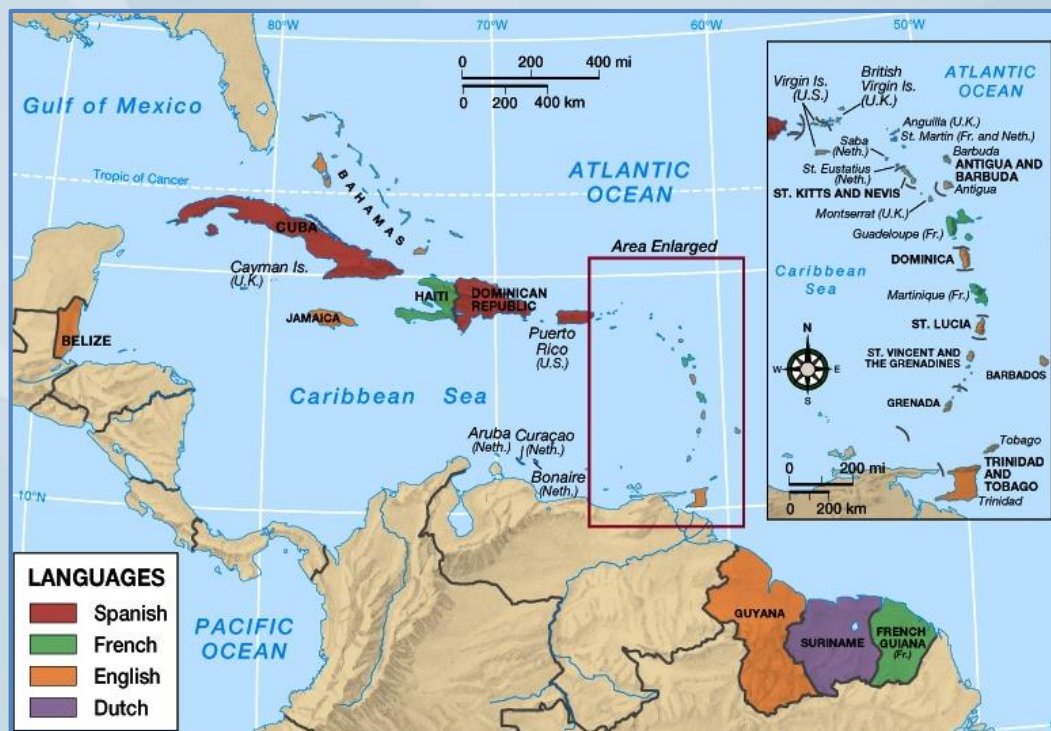 80°W
70°W
60°W
50°W
0 200 400 mi
0 200 400 km
Gulf of Mexico
ATLANTIC
OCEAN
Tropic of Cancer
BAHAMAS
CUBA
Cayman Is.
(U.K.)
JAMAICA
HAITI
DOMINICAN
REPUBLIC
Puerto
Rico
(U.S.)
Area Enlarged
BELIZE
Caribbean Sea
Aruba
(Neth.)
Curaçao
(Neth.)
Bonaire
(Neth.)
10°N
PACIFIC
OCEAN
GUYANA
SURINAME
FRENCH
GUIANA
(Fr.)
LANGUAGES
Spanish
French
English
Dutch
Virgin Is.
(U.S.)
British
Virgin Is.
(U.K.)
ATLANTIC
OCEAN
Anguilla (U.K.)
St. Martin (Fr. and Neth.)
Saba
(Neth.)
Barbuda
St. Eustatius
(Neth.)
ANTIGUA AND
BARBUDA
ST. KITTS AND NEVIS
Antigua
Montserrat (U.K.)
Guadeloupe (Fr.)
DOMINICA
Caribbean
Sea
Martinique (Fr.)
ST. LUCIA
N
W E
S
ST. VINCENT AND
THE GRENADINES
BARBADOS
GRENADA
Tobago
TRINIDAD
AND
TOBAGO
Trinidad
0 200 mi
0 200 km